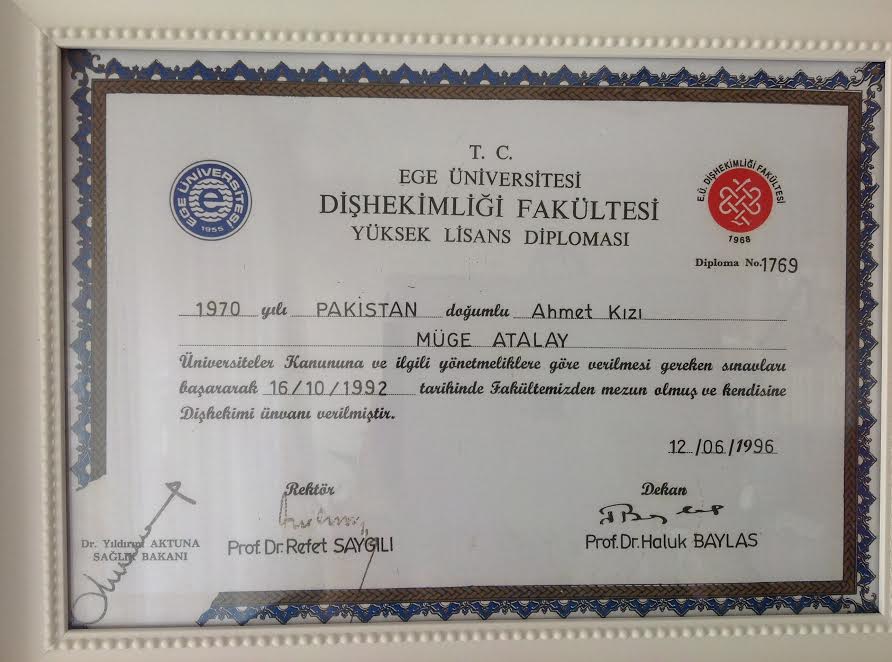 T. C.
EGE ÜNİVERSİTESİ
DİŞHEKİMLİĞİ FAKÜLTESİ
YÜKSEK LİSANS DİPLOMASI
EGE ÜNİVERSİTESİ
1955
E.Ü. DİŞHEKİMLİĞİ FAKÜLTESİ
1968
Diploma No.1769
1970 yılı PAKİSTAN doğumlu Ahmet Kızı
MÜGE ATALAY
Üniversiteler Kanununa ve ilgili yönetmeliklere göre verilmesi gereken sınavları
başararak 16/10/1992 tarihinde Fakültemizden mezun olmuş ve kendisine
Dişhekimi ünvanı verilmiştir.
12/06/1996
Rektör
Dekan
Dr. Yıldırım AKTUNA
SAĞLIK BAKANI
Prof.Dr.Refet SAYGILI
Prof.Dr.Haluk BAYLAS